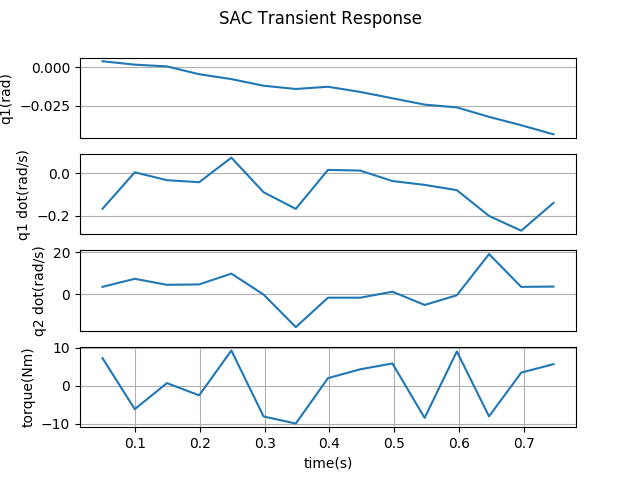 SAC Transient Response
0.000
−0.025
q1(rad)
0.0
−0.2
q1 dot(rad/s)
20
0
q2 dot(rad/s)
10
0
−10
torque(Nm)
0.1 0.2 0.3 0.4 0.5 0.6 0.7
time(s)